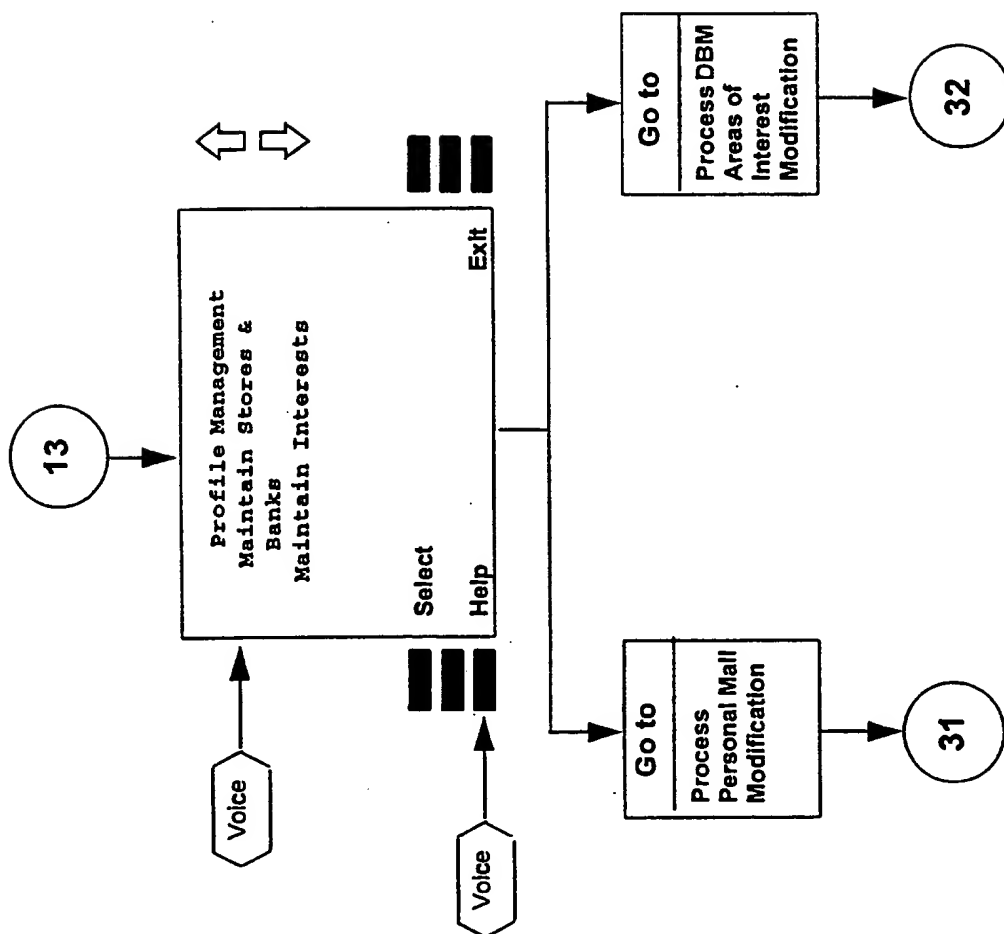 13
Voice
Profile Management
Maintain Stores &
Banks
Maintain Interests
Select
Help
Exit
Voice
Go to
Process
Personal Mall
Modification
Go to
Process DBM
Areas of
Interest
Modification
31
32